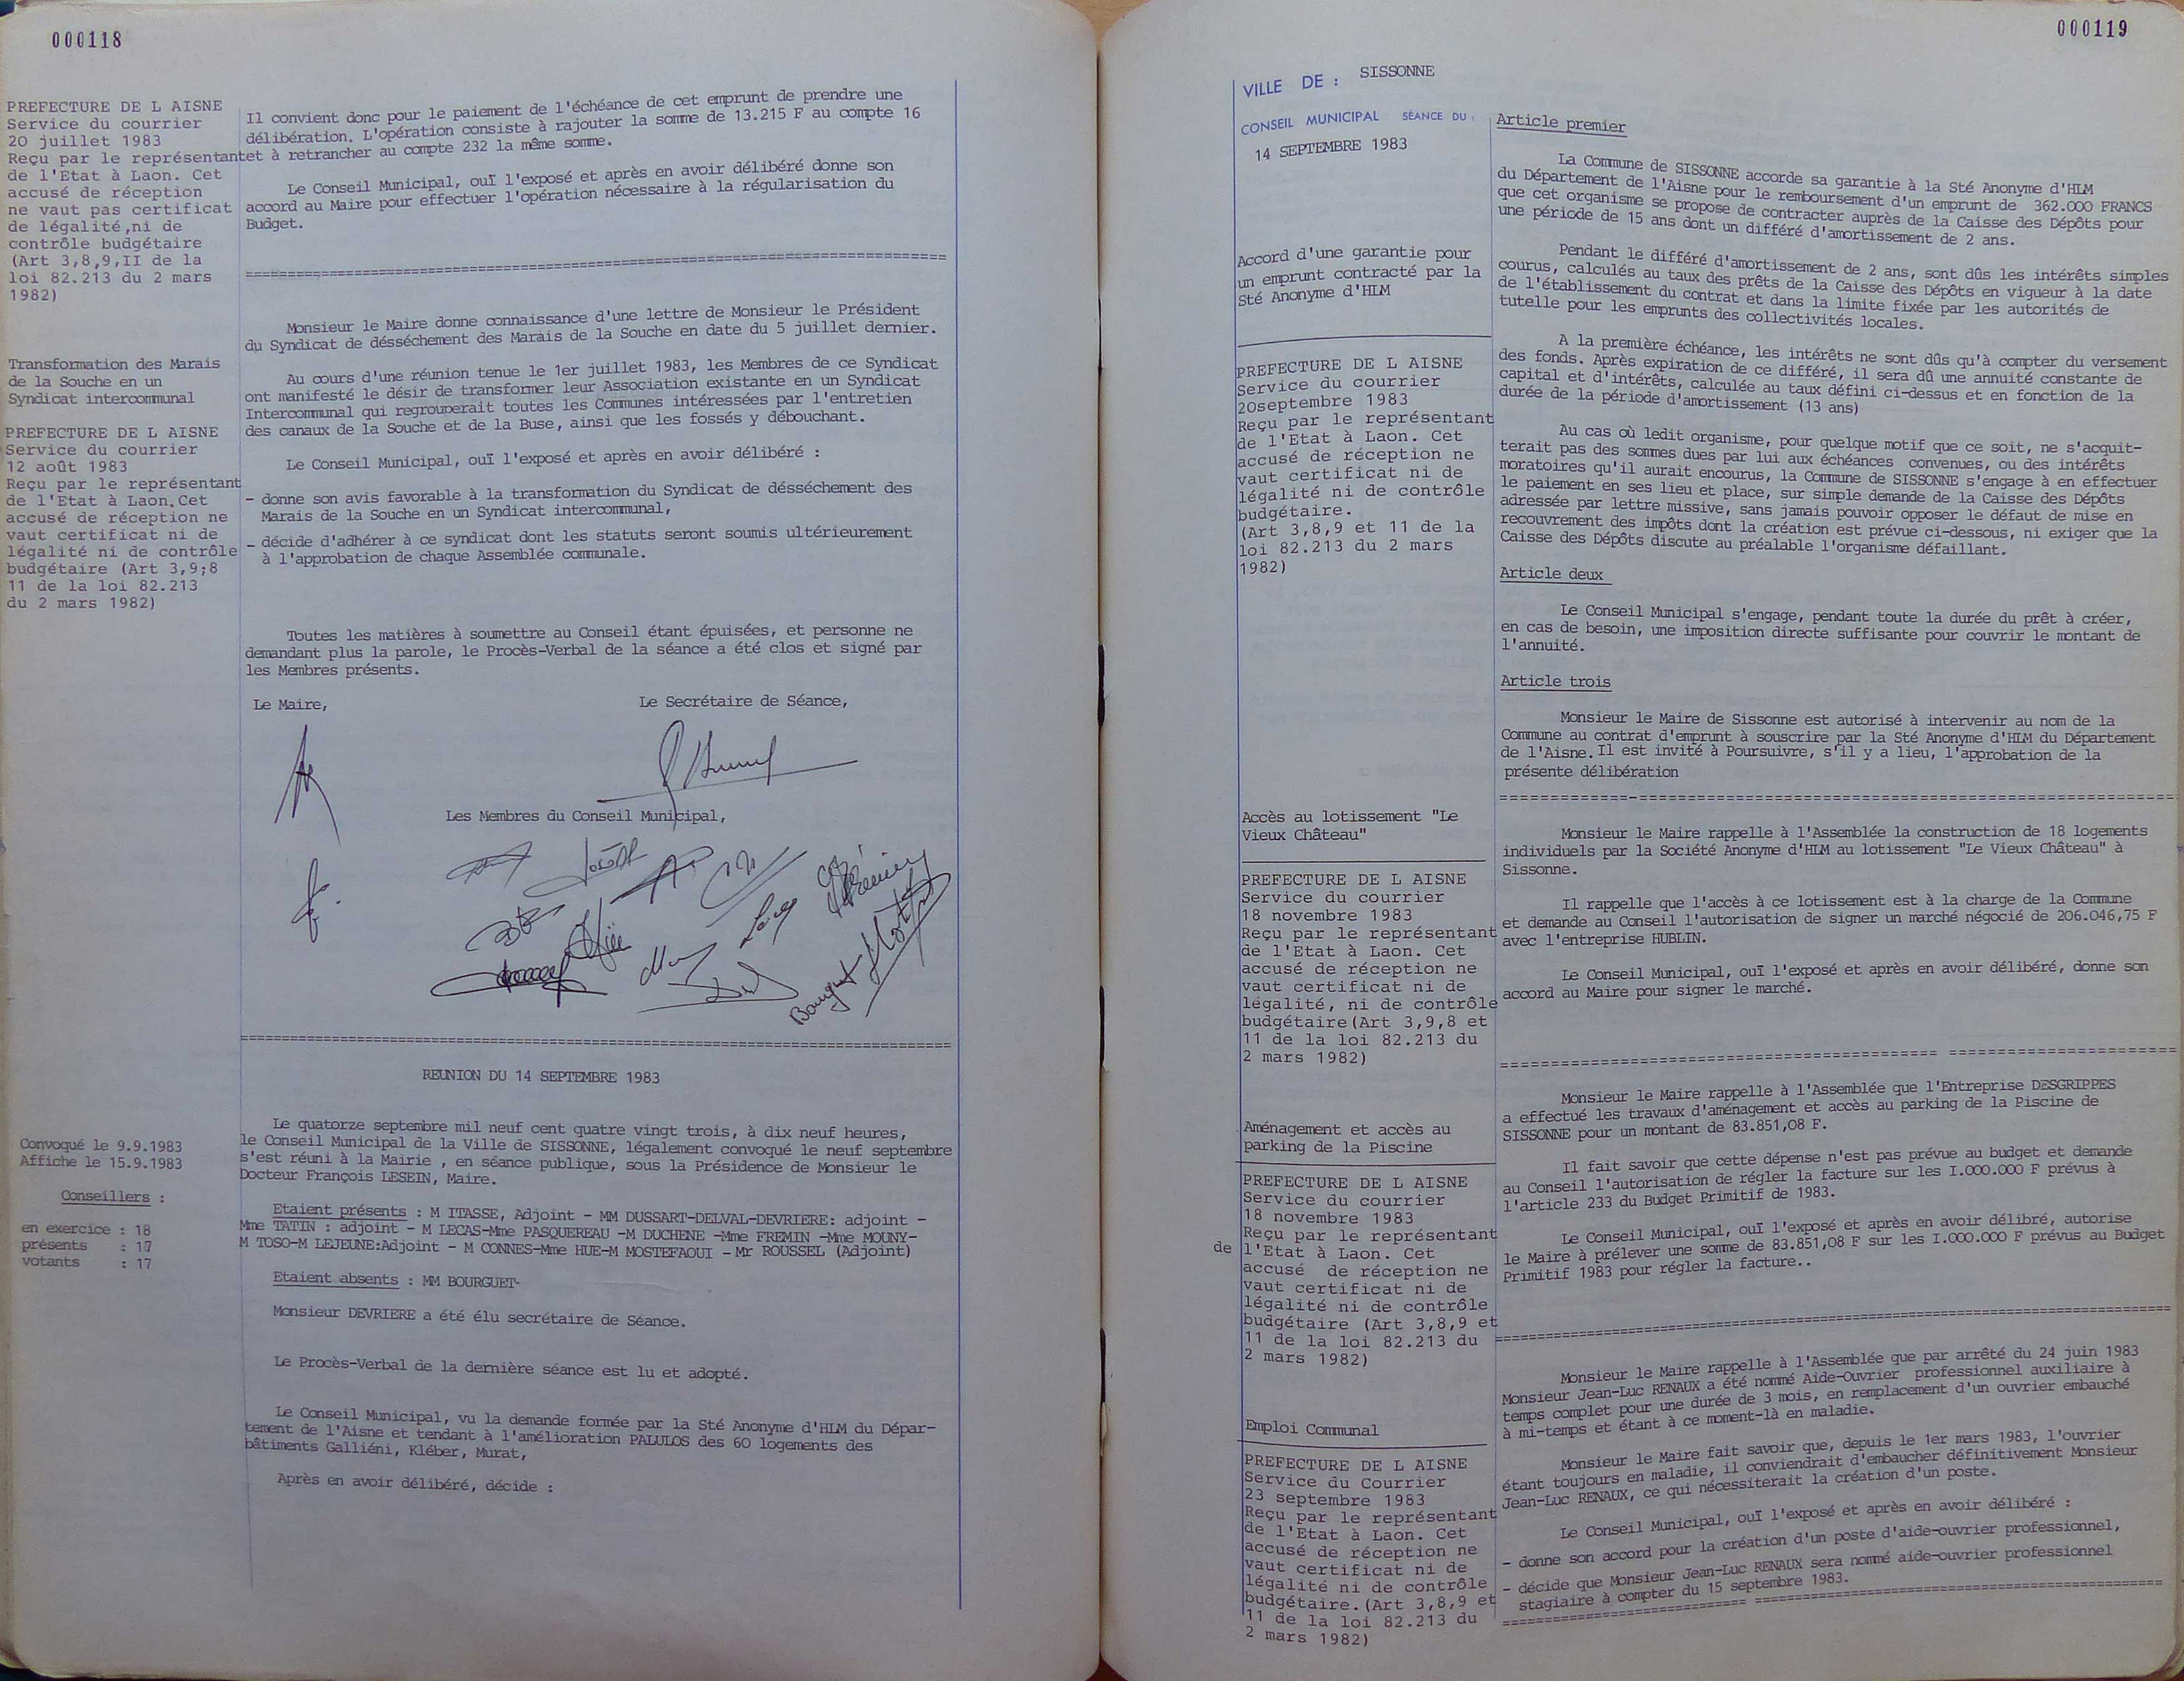 000118
PREFECTURE DE L AISNE
Service du courrier
20 juillet 1983
Reçu par le représentant
de l'Etat à Laon. Cet
accusé de réception
ne vaut pas certificat
de légalité,ni de
contrôle budgétaire
(Art 3,8,9,II de la
loi 82.213 du 2 mars
1982)
Il convient donc pour le paiement de l'échéance de cet emprunt de prendre une
délibération. L'opération consiste à rajouter la somme de 13.215 F au compte 16
et à retrancher au compte 232 la même somme.
Le Conseil Municipal, ouï l'exposé et après en avoir délibéré donne son
accord au Maire pour effectuer l'opération nécessaire à la régularisation du
Budget.
Transformation des Marais
de la Souche en un
Syndicat intercommunal
PREFECTURE DE L AISNE
Service du courrier
12 août 1983
Reçu par le représentant
de l'Etat à Laon.Cet
accusé de réception ne
vaut certificat ni de
légalité ni de contrôle
budgétaire (Art 3,9;8
11 de la loi 82.213
du 2 mars 1982)
Monsieur le Maire donne connaissance d'une lettre de Monsieur le Président
du Syndicat de désséchement des Marais de la Souche en date du 5 juillet dernier.
Au cours d'une réunion tenue le 1er juillet 1983, les Membres de ce Syndicat
ont manifesté le désir de transformer leur Association existante en un Syndicat
Intercommunal qui regrouperait toutes les Communes intéressées par l'entretien
des canaux de la Souche et de la Buse, ainsi que les fossés y débouchant.
Le Conseil Municipal, ouï l'exposé et après en avoir délibéré :
- donne son avis favorable à la transformation du Syndicat de désséchement des
Marais de la Souche en un Syndicat intercommunal,
- décide d'adhérer à ce syndicat dont les statuts seront soumis ultérieurement
à l'approbation de chaque Assemblée communale.
Toutes les matières à soumettre au Conseil étant épuisées, et personne ne
demandant plus la parole, le Procès-Verbal de la séance a été clos et signé par
les Membres présents.
Le Maire, Le Secrétaire de Séance,
Les Membres du Conseil Municipal,
Bourguet
REUNION DU 14 SEPTEMBRE 1983
Convoqué le 9.9.1983
Affiche le 15.9.1983
Conseillers :
en exercice : 18
présents : 17
votants : 17
Le quatorze septembre mil neuf cent quatre vingt trois, à dix neuf heures,
le Conseil Municipal de la Ville de SISSONNE, légalement convoqué le neuf septembre
s'est réuni à la Mairie , en séance publique, sous la Présidence de Monsieur le
Docteur François LESEIN, Maire.
Etaient présents : M ITASSE, Adjoint - MM DUSSART-DELVAL-DEVRIERE: adjoint -
Mme TATIN : adjoint - M LECAS-Mme PASQUEREAU -M DUCHENE -Mme FREMIN -Mme MOUNY-
M TOSO-M LEJEUNE:Adjoint - M CONNES-Mme HUE-M MOSTEFAOUI - Mr ROUSSEL (Adjoint)
Etaient absents : MM BOURGUET-
Monsieur DEVRIERE a été élu secrétaire de Séance.
Le Procès-Verbal de la dernière séance est lu et adopté.
Le Conseil Municipal, vu la demande formée par la Sté Anonyme d'HLM du Dépar-
tement de l'Aisne et tendant à l'amélioration PALULOS des 60 logements des
bâtiments Galliéni, Kléber, Murat,
Après en avoir délibéré, décide :
000119
VILLE DE : SISSONNE
CONSEIL MUNICIPAL SÉANCE DU :
14 SEPTEMBRE 1983
Accord d'une garantie pour
un emprunt contracté par la
Sté Anonyme d'HLM
PREFECTURE DE L AISNE
Service du courrier
20septembre 1983
Reçu par le représentant
de l'Etat à Laon. Cet
accusé de réception ne
vaut certificat ni de
légalité ni de contrôle
budgétaire.
(Art 3,8,9 et 11 de la
loi 82.213 du 2 mars
1982)
Article premier
La Commune de SISSONNE accorde sa garantie à la Sté Anonyme d'HLM
du Département de l'Aisne pour le remboursement d'un emprunt de 362.000 FRANCS
que cet organisme se propose de contracter auprès de la Caisse des Dépôts pour
une période de 15 ans dont un différé d'amortissement de 2 ans.
Pendant le différé d'amortissement de 2 ans, sont dûs les intérêts simples
courus, calculés au taux des prêts de la Caisse des Dépôts en vigueur à la date
de l'établissement du contrat et dans la limite fixée par les autorités de
tutelle pour les emprunts des collectivités locales.
A la première échéance, les intérêts ne sont dûs qu'à compter du versement
des fonds. Après expiration de ce différé, il sera dû une annuité constante de
capital et d'intérêts, calculée au taux défini ci-dessus et en fonction de la
durée de la période d'amortissement (13 ans)
Au cas où ledit organisme, pour quelque motif que ce soit, ne s'acquit-
terait pas des sommes dues par lui aux échéances convenues, ou des intérêts
moratoires qu'il aurait encourus, la Commune de SISSONNE s'engage à en effectuer
le paiement en ses lieu et place, sur simple demande de la Caisse des Dépôts
adressée par lettre missive, sans jamais pouvoir opposer le défaut de mise en
recouvrement des impôts dont la création est prévue ci-dessous, ni exiger que la
Caisse des Dépôts discute au préalable l'organisme défaillant.
Article deux
Le Conseil Municipal s'engage, pendant toute la durée du prêt à créer,
en cas de besoin, une imposition directe suffisante pour couvrir le montant de
l'annuité.
Article trois
Monsieur le Maire de Sissonne est autorisé à intervenir au nom de la
Commune au contrat d'emprunt à souscrire par la Sté Anonyme d'HLM du Département
de l'Aisne. Il est invité à Poursuivre, s'il y a lieu, l'approbation de la
présente délibération
Accès au lotissement "Le
Vieux Château"
PREFECTURE DE L AISNE
Service du courrier
18 novembre 1983
Reçu par le représentant
de l'Etat à Laon. Cet
accusé de réception ne
vaut certificat ni de
légalité, ni de contrôle
budgétaire(Art 3,9,8 et
11 de la loi 82.213 du
2 mars 1982)
Monsieur le Maire rappelle à l'Assemblée la construction de 18 logements
individuels par la Société Anonyme d'HLM au lotissement "Le Vieux Château" à
Sissonne.
Il rappelle que l'accès à ce lotissement est à la charge de la Commune
et demande au Conseil l'autorisation de signer un marché négocié de 206.046,75 F
avec l'entreprise HUBLIN.
Le Conseil Municipal, ouï l'exposé et après en avoir délibéré, donne son
accord au Maire pour signer le marché.
Aménagement et accès au
parking de la Piscine
PREFECTURE DE L AISNE
Service du courrier
18 novembre 1983
Reçu par le représentant
de l'Etat à Laon. Cet
accusé de réception ne
vaut certificat ni de
légalité ni de contrôle
budgétaire (Art 3,8,9 et
11 de la loi 82.213 du
2 mars 1982)
Monsieur le Maire rappelle à l'Assemblée que l'Entreprise DESGRIPPES
a effectué les travaux d'aménagement et accès au parking de la Piscine de
SISSONNE pour un montant de 83.851,08 F.
Il fait savoir que cette dépense n'est pas prévue au budget et demande
au Conseil l'autorisation de régler la facture sur les I.000.000 F prévus à
l'article 233 du Budget Primitif de 1983.
Le Conseil Municipal, ouï l'exposé et après en avoir délibré, autorise
le Maire à prélever une somme de 83.851,08 F sur les I.000.000 F prévus au Budget
Primitif 1983 pour régler la facture..
Emploi Communal
PREFECTURE DE L AISNE
Service du Courrier
23 septembre 1983
Reçu par le représentant
de l'Etat à Laon. Cet
accusé de réception ne
vaut certificat ni de
légalité ni de contrôle
budgétaire.(Art 3,8,9 et
11 de la loi 82.213 du
2 mars 1982)
Monsieur le Maire rappelle à l'Assemblée que par arrêté du 24 juin 1983
Monsieur Jean-Luc RENAUX a été nommé Aide-Ouvrier professionnel auxiliaire à
temps complet pour une durée de 3 mois, en remplacement d'un ouvrier embauché
à mi-temps et étant à ce moment-là en maladie.
Monsieur le Maire fait savoir que, depuis le 1er mars 1983, l'ouvrier
étant toujours en maladie, il conviendrait d'embaucher définitivement Monsieur
Jean-Luc RENAUX, ce qui nécessiterait la création d'un poste.
Le Conseil Municipal, ouï l'exposé et après en avoir délibéré :
- donne son accord pour la création d'un poste d'aide-ouvrier professionnel,
- décide que Monsieur Jean-Luc RENAUX sera nommé aide-ouvrier professionnel
stagiaire à compter du 15 septembre 1983.